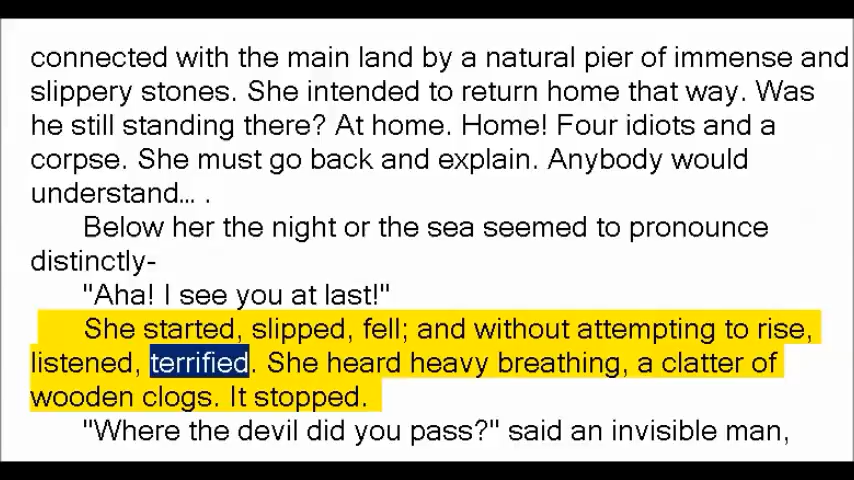 connected with the main land by a natural pier of immense and
slippery stones. She intended to return home that way. Was
he still standing there? At home. Home! Four idiots and a
corpse. She must go back and explain. Anybody would
understand... .
Below her the night or the sea seemed to pronounce
distinctly-
"Aha! I see you at last!"
She started, slipped, fell; and without attempting to rise,
listened, terrified. She heard heavy breathing, a clatter of
wooden clogs. It stopped.
"Where the devil did you pass?" said an invisible man,